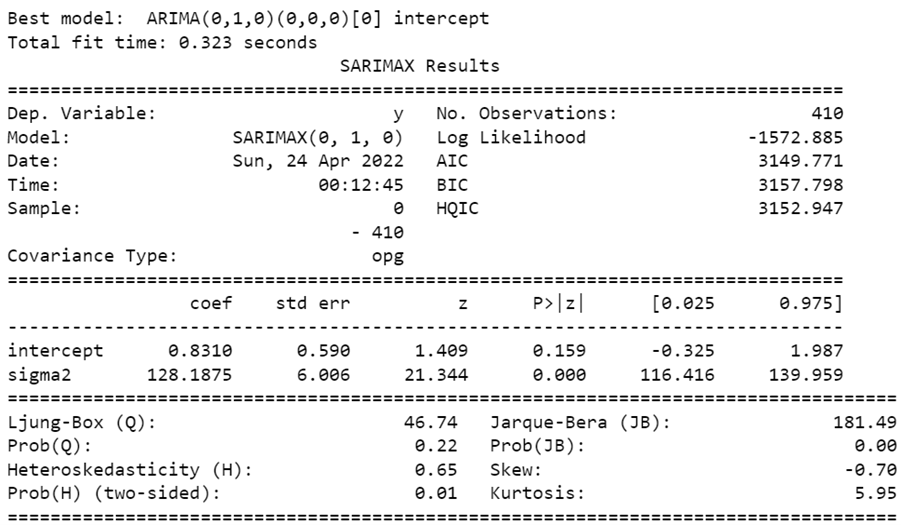 Best model:  ARIMA(0,1,0)(0,0,0)[0] intercept
Total fit time: 0.323 seconds
                               SARIMAX Results
==============================================================================
Dep. Variable:                      y   No. Observations:                  410
Model:               SARIMAX(0, 1, 0)   Log Likelihood               -1572.885
Date:                Sun, 24 Apr 2022   AIC                           3149.771
Time:                        00:12:45   BIC                           3157.798
Sample:                             0   HQIC                          3152.947
                                - 410
Covariance Type:                  opg
==============================================================================
                 coef    std err          z      P>|z|      [0.025      0.975]
------------------------------------------------------------------------------
intercept      0.8310      0.590      1.409      0.159      -0.325       1.987
sigma2       128.1875      6.006     21.344      0.000     116.416     139.959
===================================================================================
Ljung-Box (Q):                       46.74   Jarque-Bera (JB):               181.49
Prob(Q):                              0.22   Prob(JB):                         0.00
Heteroskedasticity (H):               0.65   Skew:                            -0.70
Prob(H) (two-sided):                  0.01   Kurtosis:                         5.95
===================================================================================